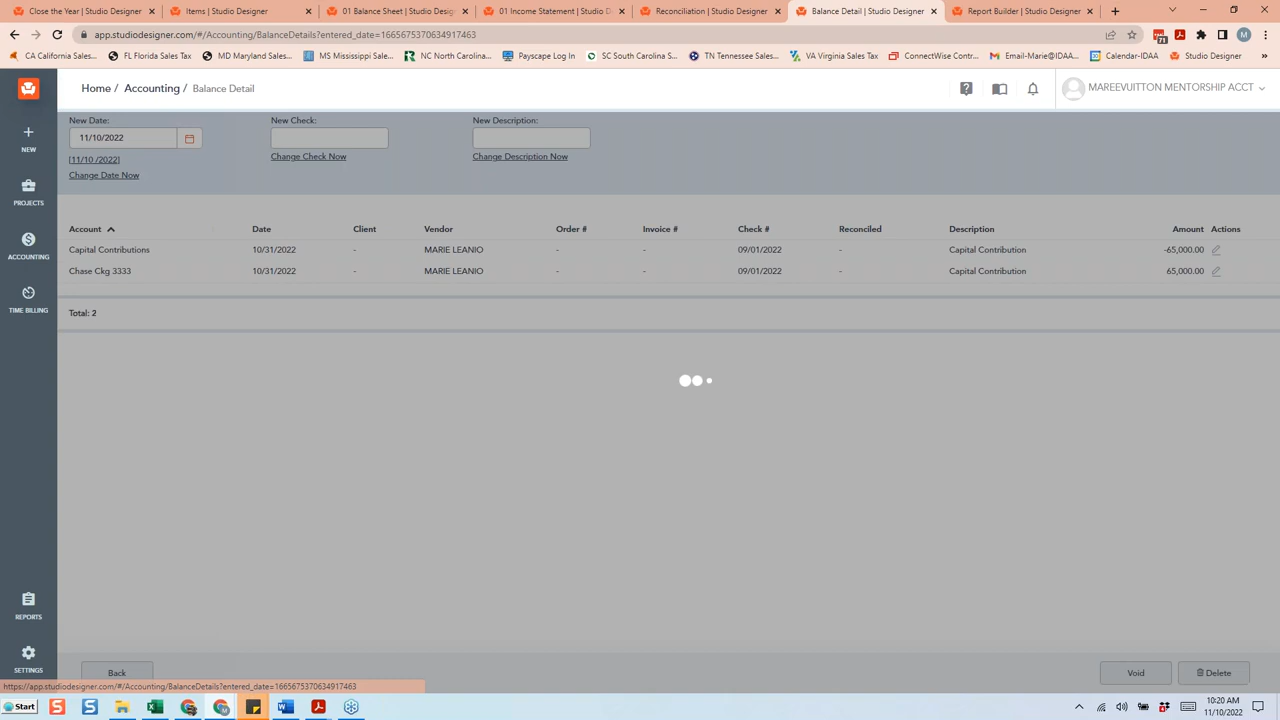 Close the Year | Studio Designer
Items | Studio Designer
01 Balance Sheet | Studio Desig
01 Income Statement | Studio D
Reconciliation | Studio Designer
Balance Detail | Studio Designer
Report Builder | Studio Designer
app.studiodesigner.com/#/Accounting/BalanceDetails?entered_date=1665675370634917463
71
M
CA California Sales...
FL Florida Sales Tax
MD Maryland Sales...
MS Mississippi Sale...
NC North Carolina...
Payscape Log In
SC South Carolina S...
TN Tennessee Sales...
VA Virginia Sales Tax
ConnectWise Contr...
Email-Marie@IDAA...
Calendar-IDAA
Studio Designer
Home / Accounting / Balance Detail
MAREEVUITTON MENTORSHIP ACCT
NEW
PROJECTS
ACCOUNTING
TIME BILLING
REPORTS
SETTINGS
New Date: New Check: New Description:
11/10/2022
[11/10 /2022] Change Check Now Change Description Now
Change Date Now
Account Date Client Vendor Order # Invoice # Check # Reconciled Description Amount Actions
Capital Contributions 10/31/2022 - MARIE LEANIO - - 09/01/2022 - Capital Contribution -65,000.00
Chase Ckg 3333 10/31/2022 - MARIE LEANIO - - 09/01/2022 - Capital Contribution 65,000.00
Total: 2
Back Void Delete
https://app.studiodesigner.com/#/Accounting/BalanceDetails?entered_date=1665675370634917463
Start
10:20 AM
11/10/2022